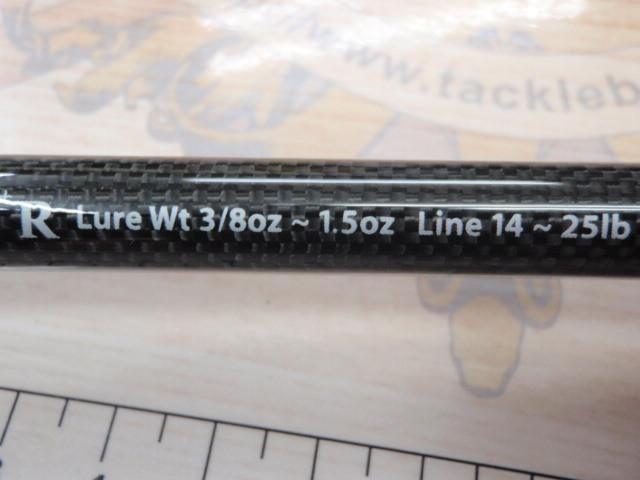 www.tackleb
R Lure Wt 3/8oz ~ 1.5oz Line 14 ~ 25lb